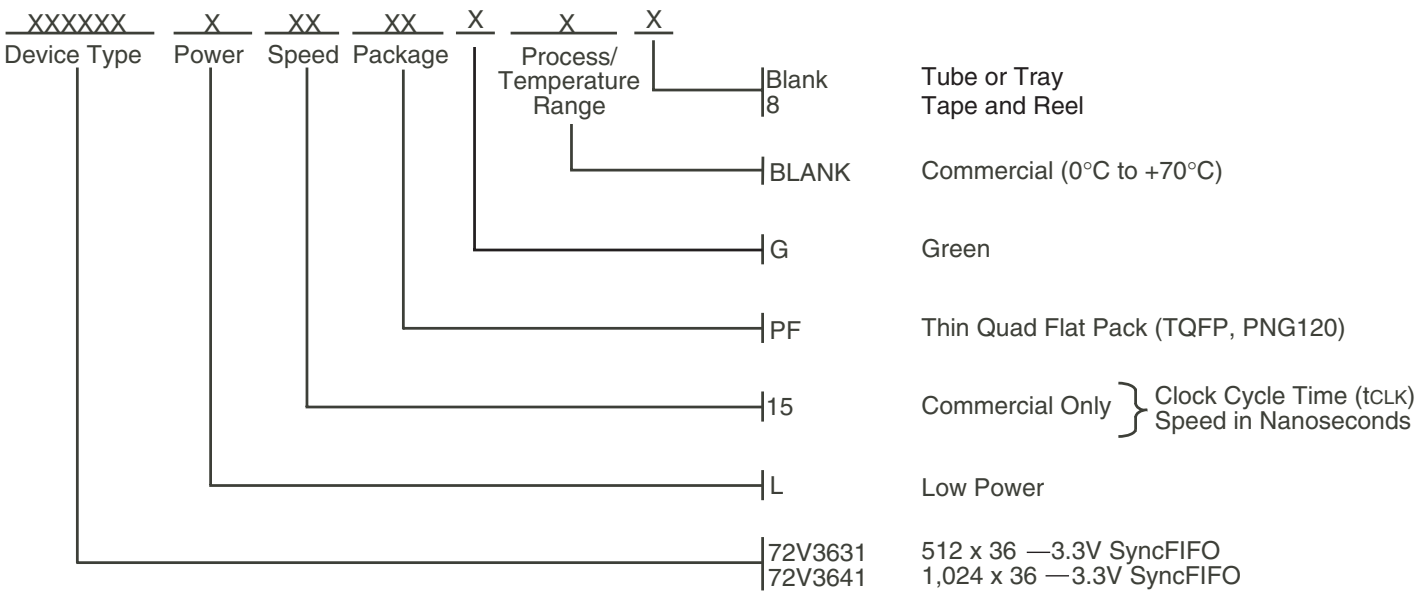 XXXXXX X XX XX X X X
Device Type Power Speed Package Process/
Temperature
Range
Blank Tube or Tray
8 Tape and Reel
BLANK Commercial (0°C to +70°C)
G Green
PF Thin Quad Flat Pack (TQFP, PNG120)
15 Commercial Only } Clock Cycle Time (tCLK)
Speed in Nanoseconds
L Low Power
72V3631 512 x 36 —3.3V SyncFIFO
72V3641 1,024 x 36 —3.3V SyncFIFO